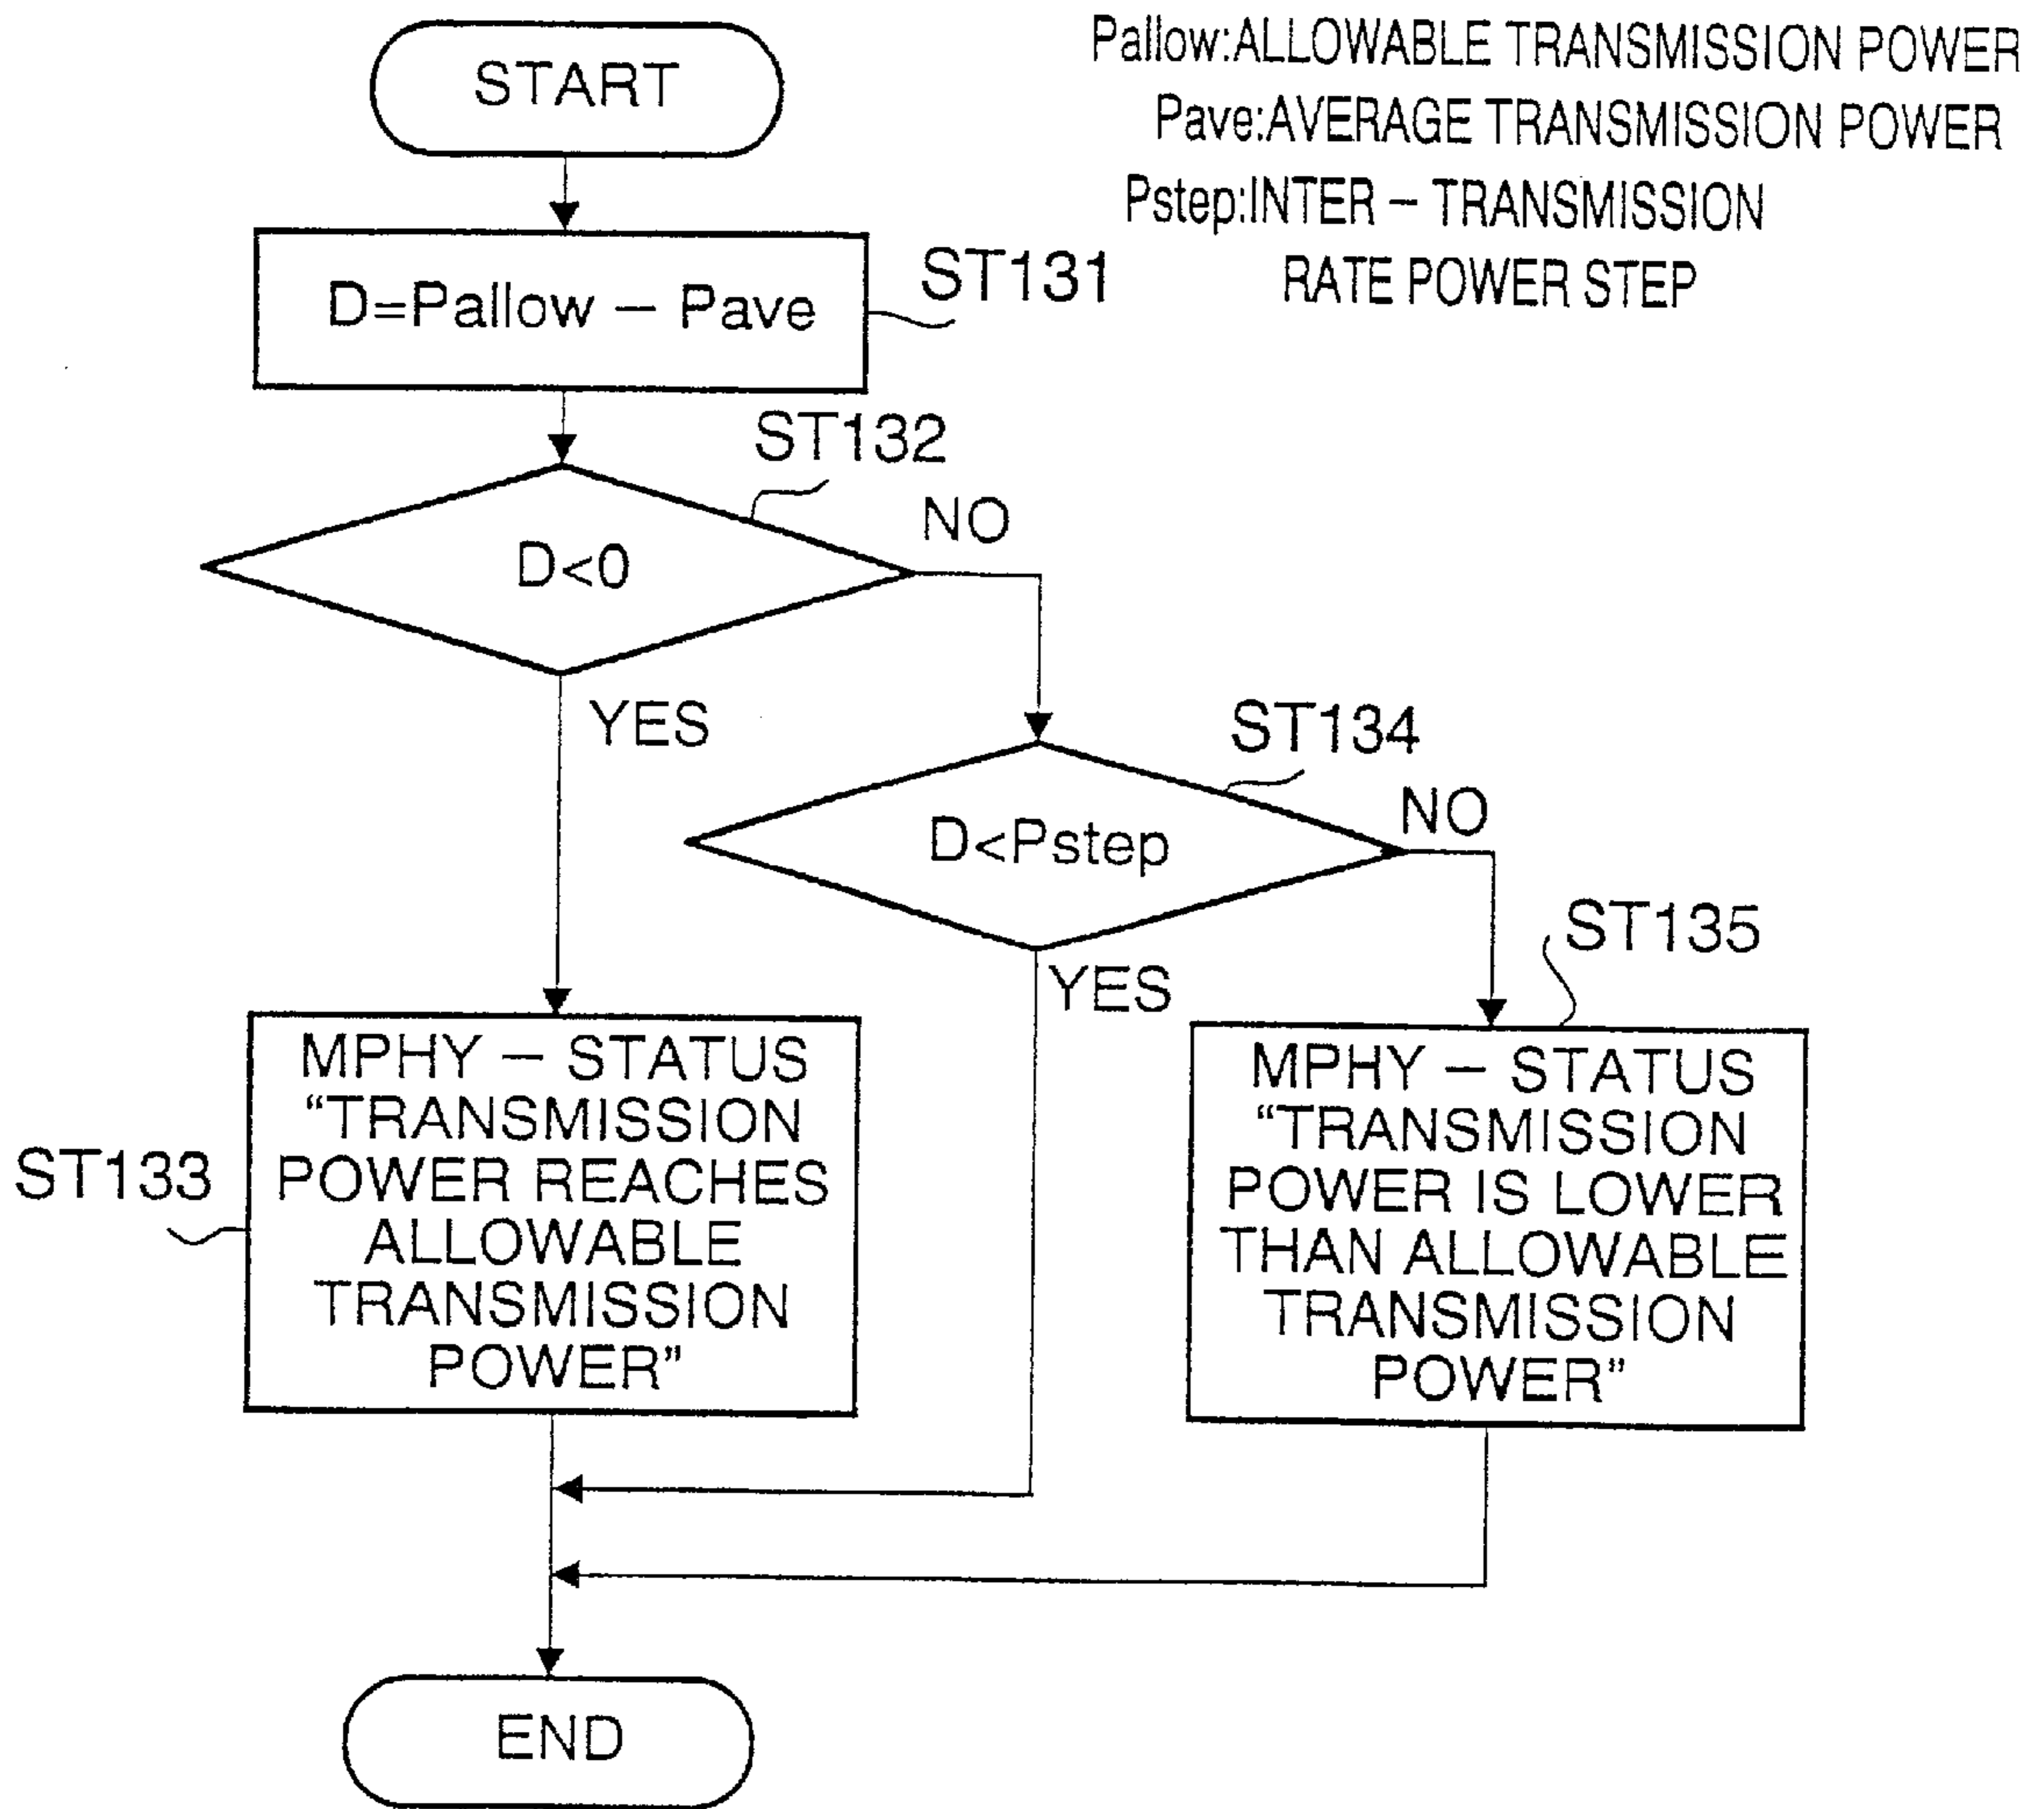 START
Pallow:ALLOWABLE TRANSMISSION POWER
Pave:AVERAGE TRANSMISSION POWER
Pstep:INTER – TRANSMISSION
RATE POWER STEP
D=Pallow – Pave
ST131
ST132
D<0
NO
YES
ST134
D<Pstep
NO
YES
ST135
ST133
MPHY – STATUS
“TRANSMISSION
POWER REACHES
ALLOWABLE
TRANSMISSION
POWER”
MPHY – STATUS
“TRANSMISSION
POWER IS LOWER
THAN ALLOWABLE
TRANSMISSION
POWER”
END